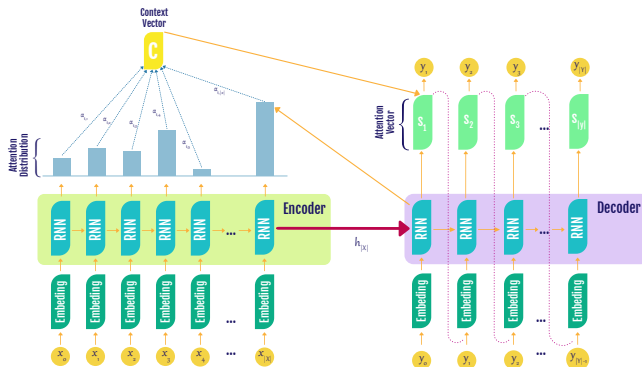 Context
Vector
C
Attention
Distribution
Attention
Vector
y₁
y₂
y₃
y|Y|
S₁
S₂
S₃
...
S|y|
Encoder
Decoder
RNN
RNN
RNN
RNN
RNN
...
RNN
h|X|
RNN
RNN
RNN
...
RNN
Embeding
Embeding
Embeding
Embeding
Embeding
...
Embeding
Embeding
Embeding
Embeding
...
Embeding
x₀
x₁
x₂
x₃
x₄
...
x|X|
y₀
y₁
y₂
...
y|Y|-1